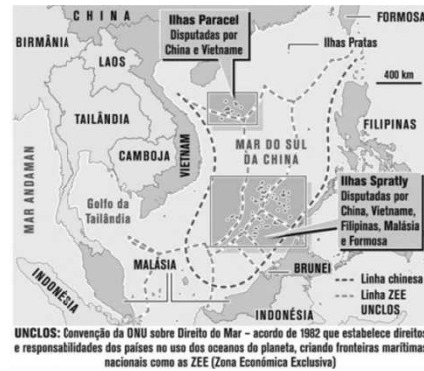 CHINA
FORMOSA
Ilhas Paracel
Disputadas por
China e Vietname
Ilhas Pratas
BIRMÂNIA
LAOS
400 km
TAILÂNDIA
VIETNAM
FILIPINAS
CAMBOJA
MAR DO SUL
DA CHINA
MAR ANDAMAN
Golfo da
Tailândia
Ilhas Spratly
Disputadas por
China, Vietname,
Filipinas, Malásia
e Formosa
MALÁSIA
BRUNEI
INDONÉSIA
INDONÉSIA
Linha chinesa
Linha ZEE
UNCLOS
UNCLOS: Convenção da ONU sobre Direito do Mar – acordo de 1982 que estabelece direitos
e responsabilidades dos países no uso dos oceanos do planeta, criando fronteiras marítimas
nacionais como as ZEE (Zona Económica Exclusiva)